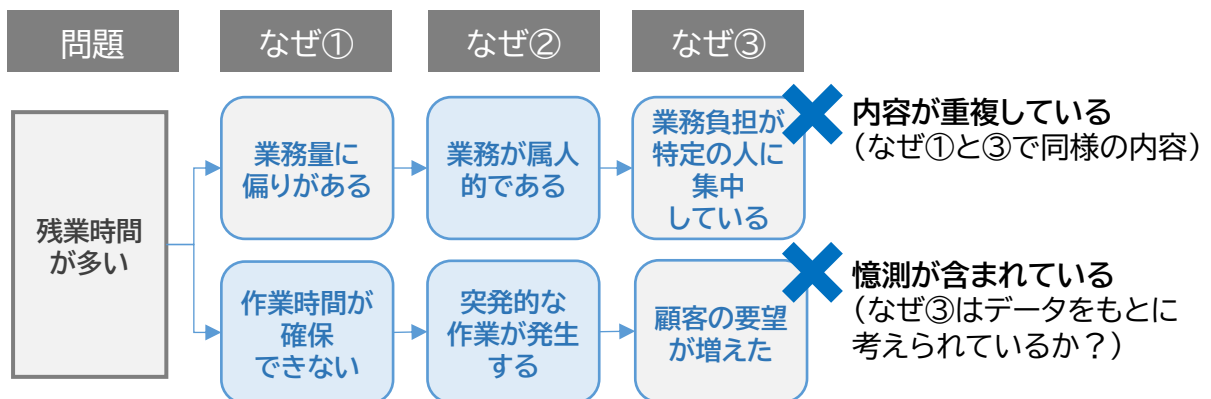 問題
なぜ①
なぜ②
なぜ③
残業時間
が多い
業務量に
偏りがある
業務が属人
的である
業務負担が
特定の人に
集中
している
内容が重複している
（なぜ①と③で同様の内容）
作業時間が
確保
できない
突発的な
作業が発生
する
顧客の要望
が増えた
憶測が含まれている
（なぜ③はデータをもとに
考えられているか？）